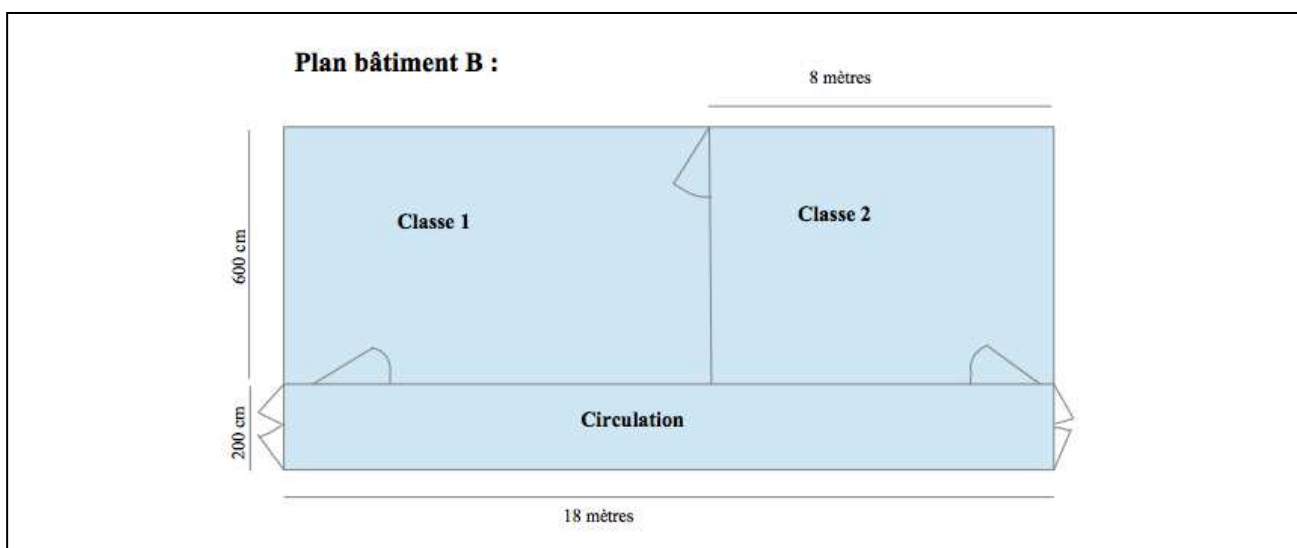 Plan bâtiment B :
8 mètres
Classe 1
Classe 2
600 cm
Circulation
200 cm
18 mètres